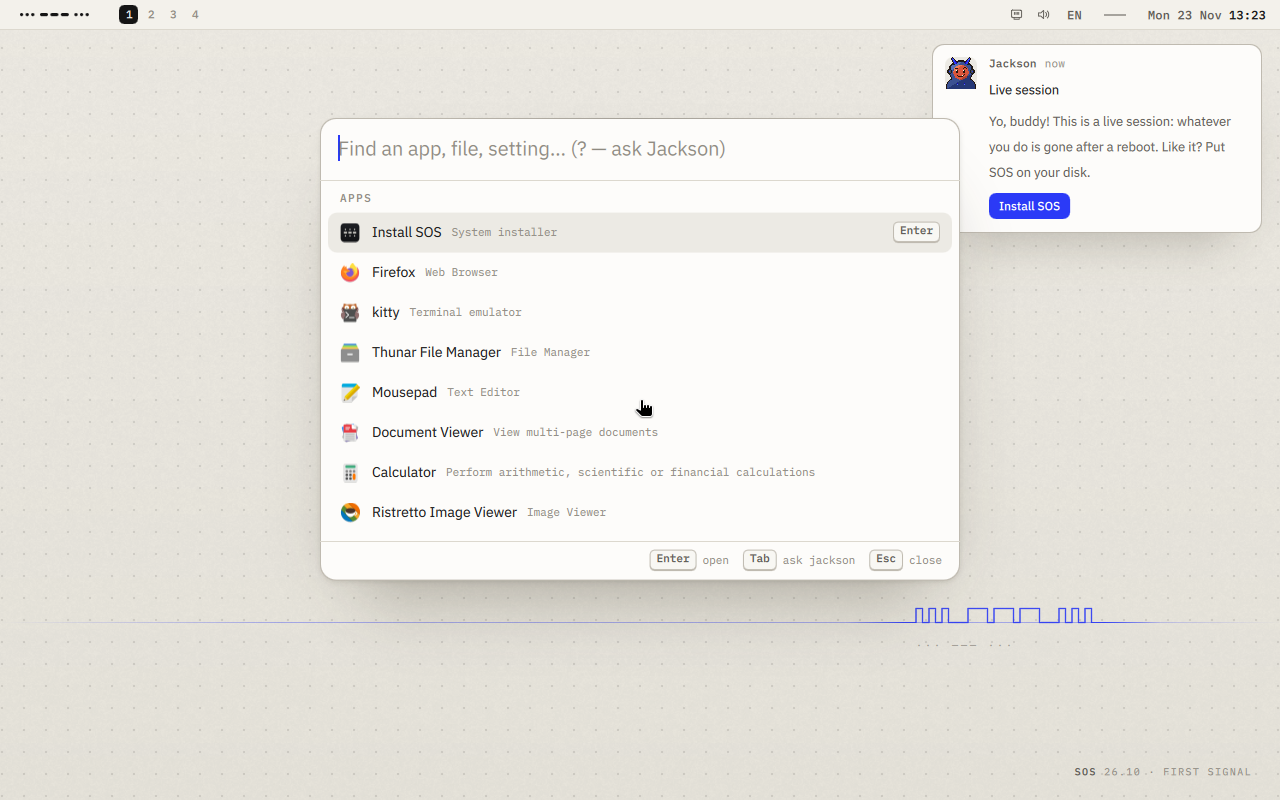 1 2 3 4
EN
Mon 23 Nov 13:23
Jackson now
Live session
Yo, buddy! This is a live session: whatever
you do is gone after a reboot. Like it? Put
SOS on your disk.
Install SOS
Find an app, file, setting... (? — ask Jackson)
APPS
Install SOS System installer Enter
Firefox Web Browser
kitty Terminal emulator
Thunar File Manager File Manager
Mousepad Text Editor
Document Viewer View multi-page documents
Calculator Perform arithmetic, scientific or financial calculations
Ristretto Image Viewer Image Viewer
Enter open Tab ask jackson Esc close
... ——— ...
SOS 26.10 · FIRST SIGNAL